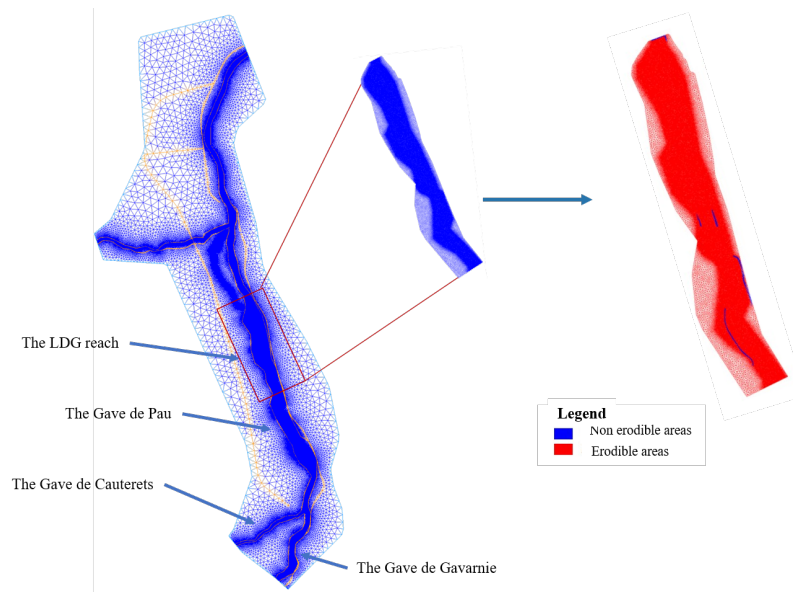 The LDG reach
The Gave de Pau
The Gave de Cauterets
The Gave de Gavarnie
Legend
Non erodible areas
Erodible areas